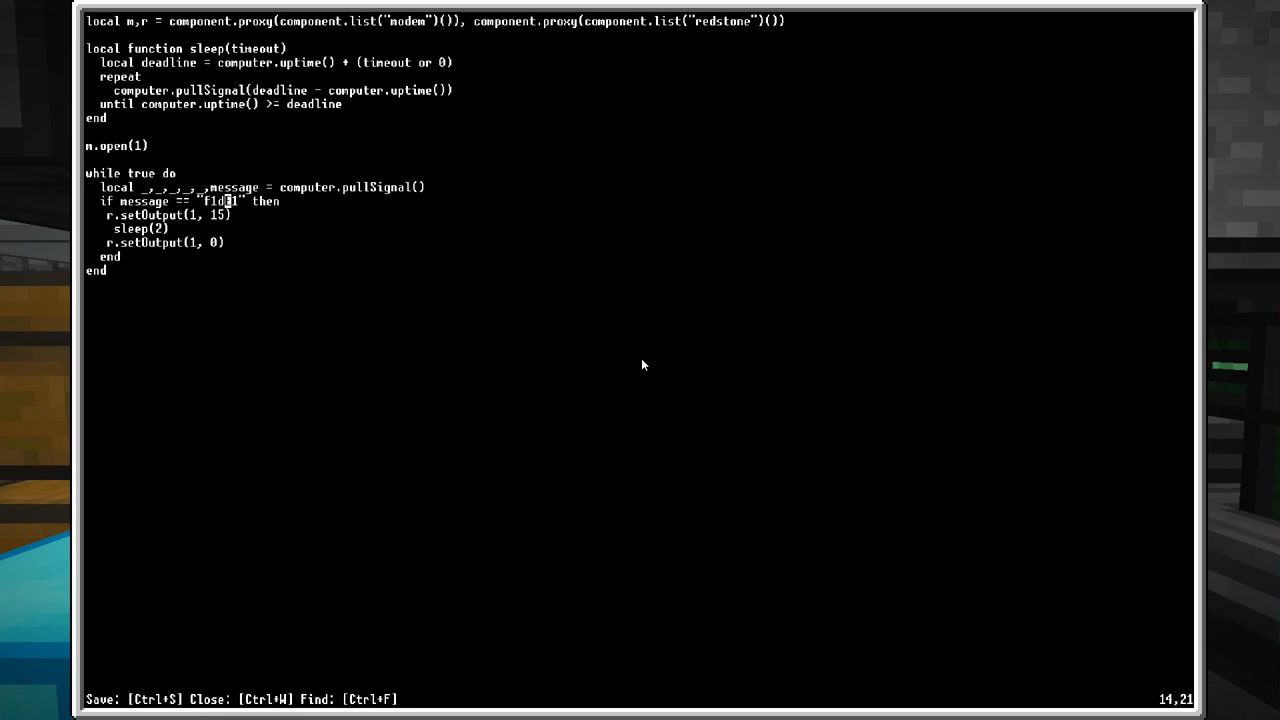 local m,r = component.proxy(component.list("modem")()), component.proxy(component.list("redstone")())
local function sleep(timeout)
  local deadline = computer.uptime() + (timeout or 0)
  repeat
    computer.pullSignal(deadline - computer.uptime())
  until computer.uptime() >= deadline
end
m.open(1)
while true do
  local _,_,_,_,_,message = computer.pullSignal()
  if message == "f1dE1" then
   r.setOutput(1, 15)
    sleep(2)
   r.setOutput(1, 0)
  end
end
Save: [Ctrl+S] Close: [Ctrl+W] Find: [Ctrl+F] 14,21